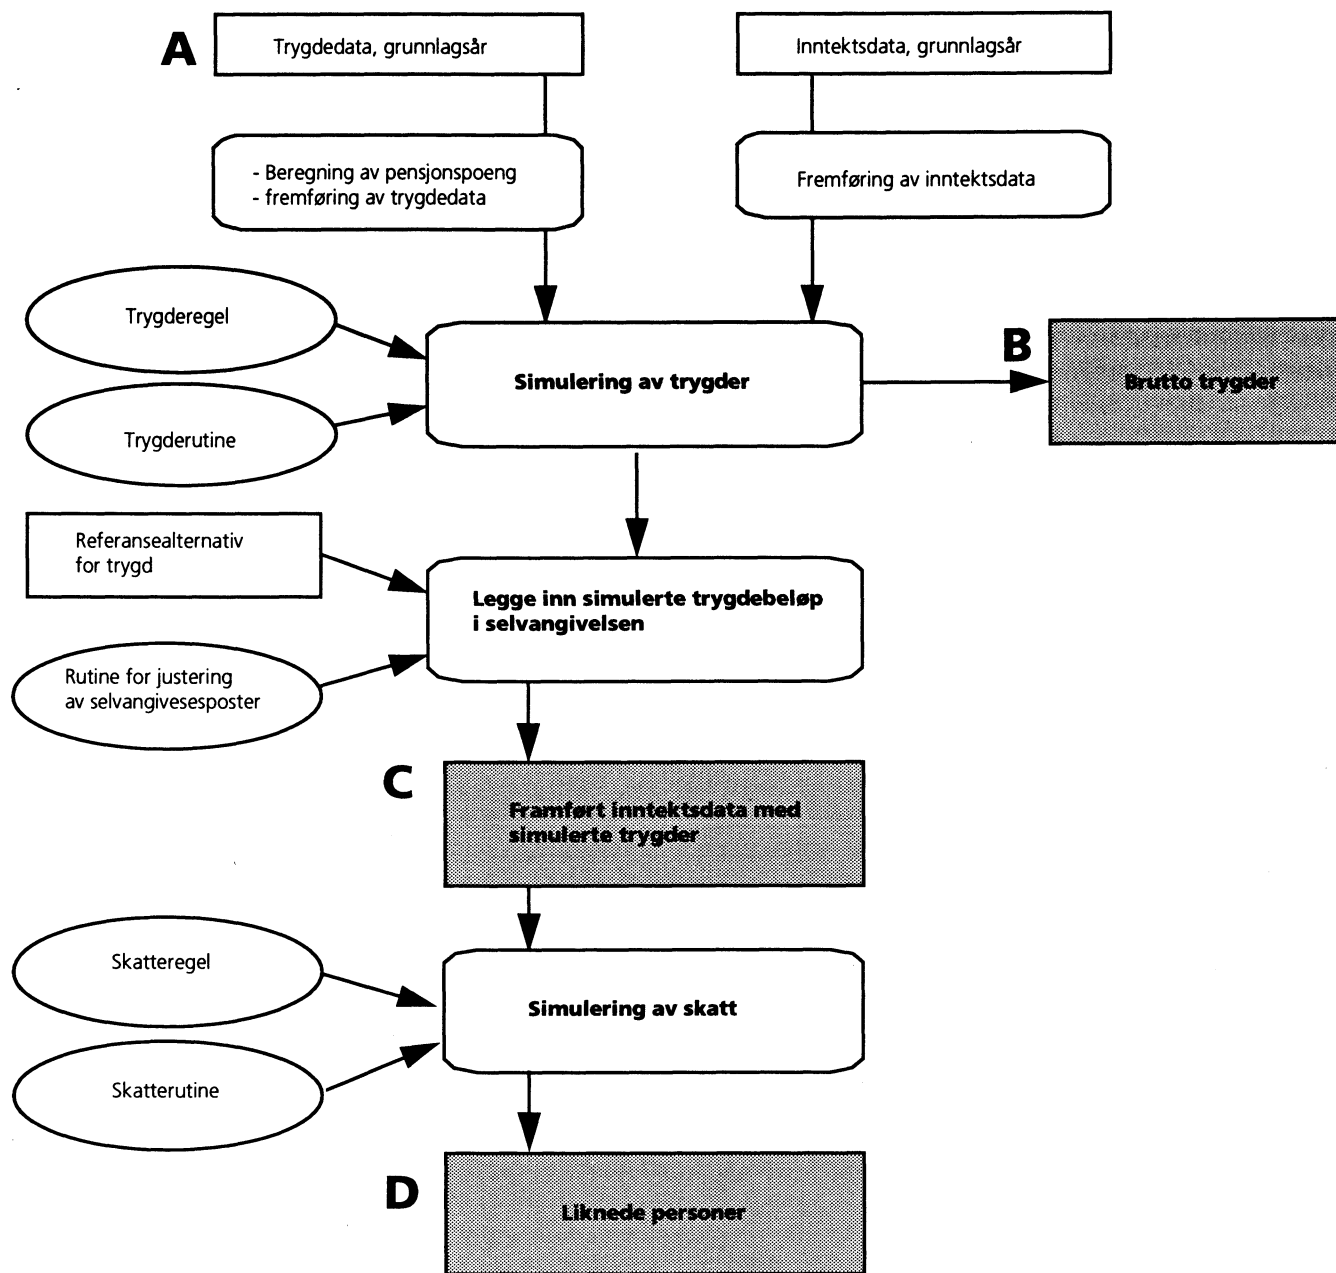 A
Trygdedata, grunnlagsår
Inntektsdata, grunnlagsår
- Beregning av pensjonspoeng
- fremføring av trygdedata
Fremføring av inntektsdata
Trygderegel
Trygderutine
Simulering av trygder
B
Brutto trygder
Referansealternativ
for trygd
Legge inn simulerte trygdebeløp
i selvangivelsen
Rutine for justering
av selvangivesesposter
C
Framført inntektsdata med
simulerte trygder
Skatteregel
Skatterutine
Simulering av skatt
D
Liknede personer